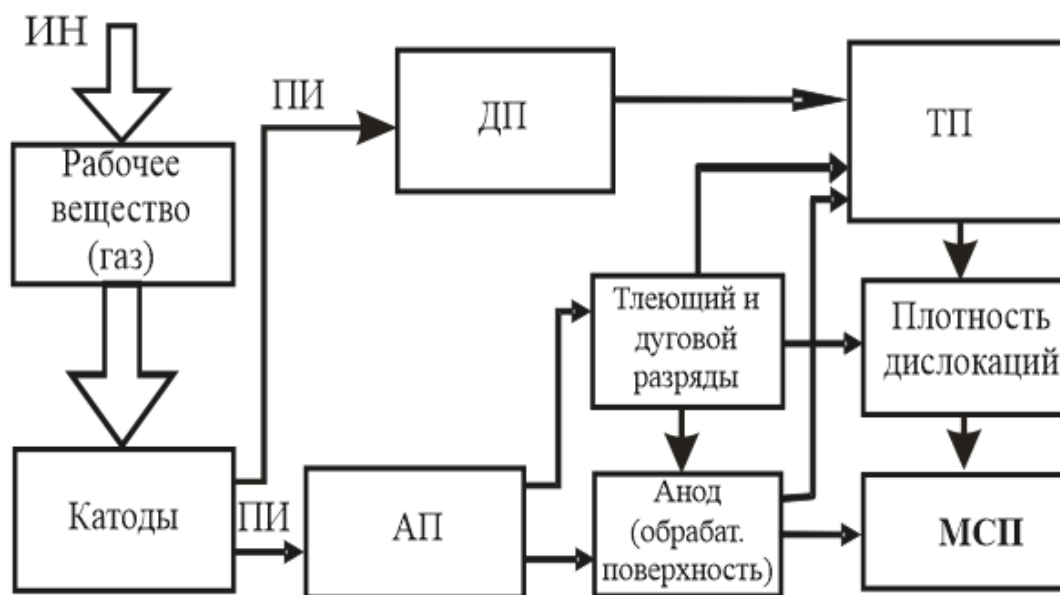 ИН
Рабочее
вещество
(газ)
Катоды
ПИ
ПИ
ДП
АП
Тлеющий и
дуговой
разряды
Анод
(обрабат.
поверхность)
ТП
Плотность
дислокаций
МСП